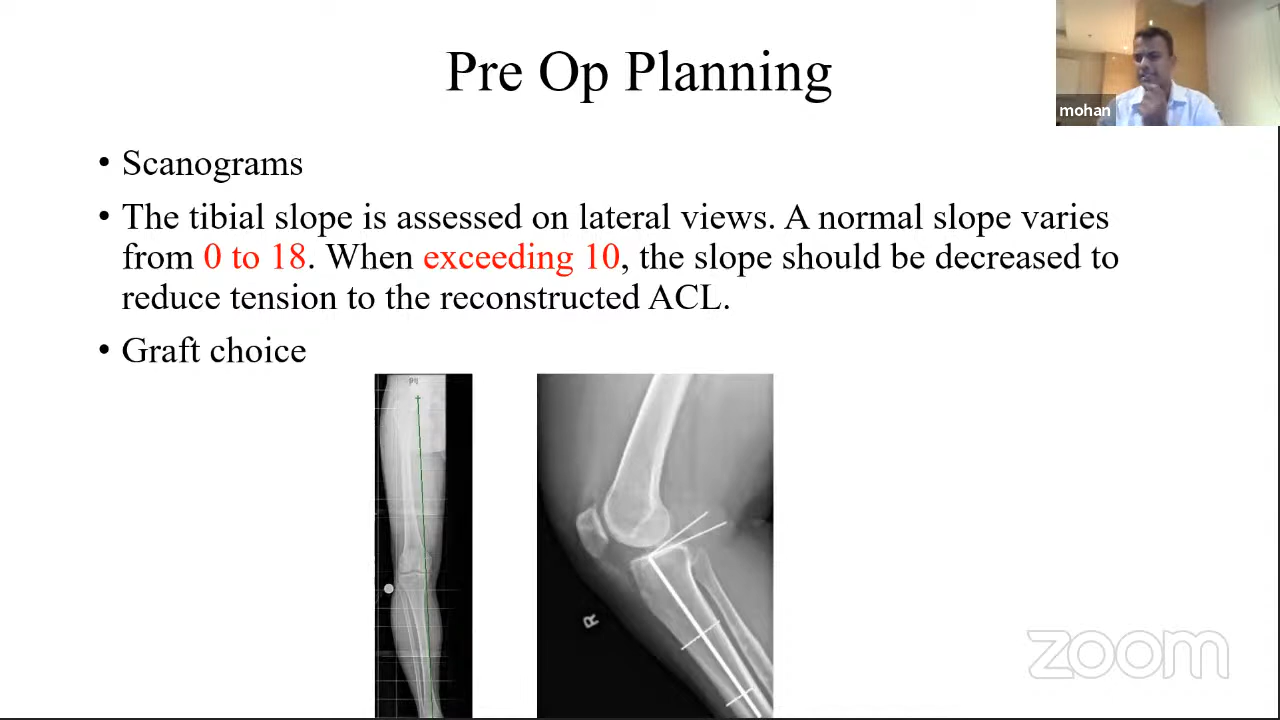 Pre Op Planning
mohan
• Scanograms
• The tibial slope is assessed on lateral views. A normal slope varies
from 0 to 18. When exceeding 10, the slope should be decreased to
reduce tension to the reconstructed ACL.
• Graft choice
R
zoom